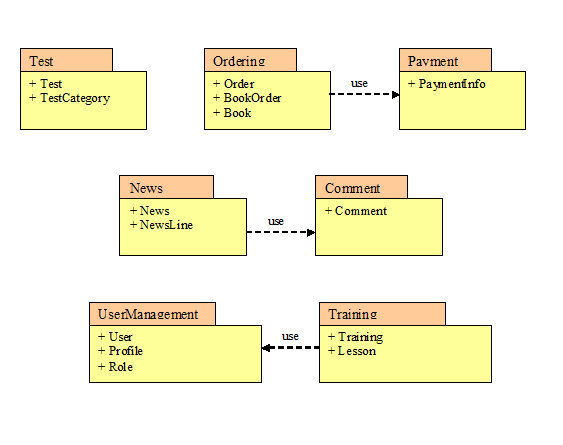 Test
+ Test
+ TestCategory
Ordering
+ Order
+ BookOrder
+ Book
use
Payment
+ PaymentInfo
News
+ News
+ NewsLine
use
Comment
+ Comment
UserManagement
+ User
+ Profile
+ Role
use
Training
+ Training
+ Lesson